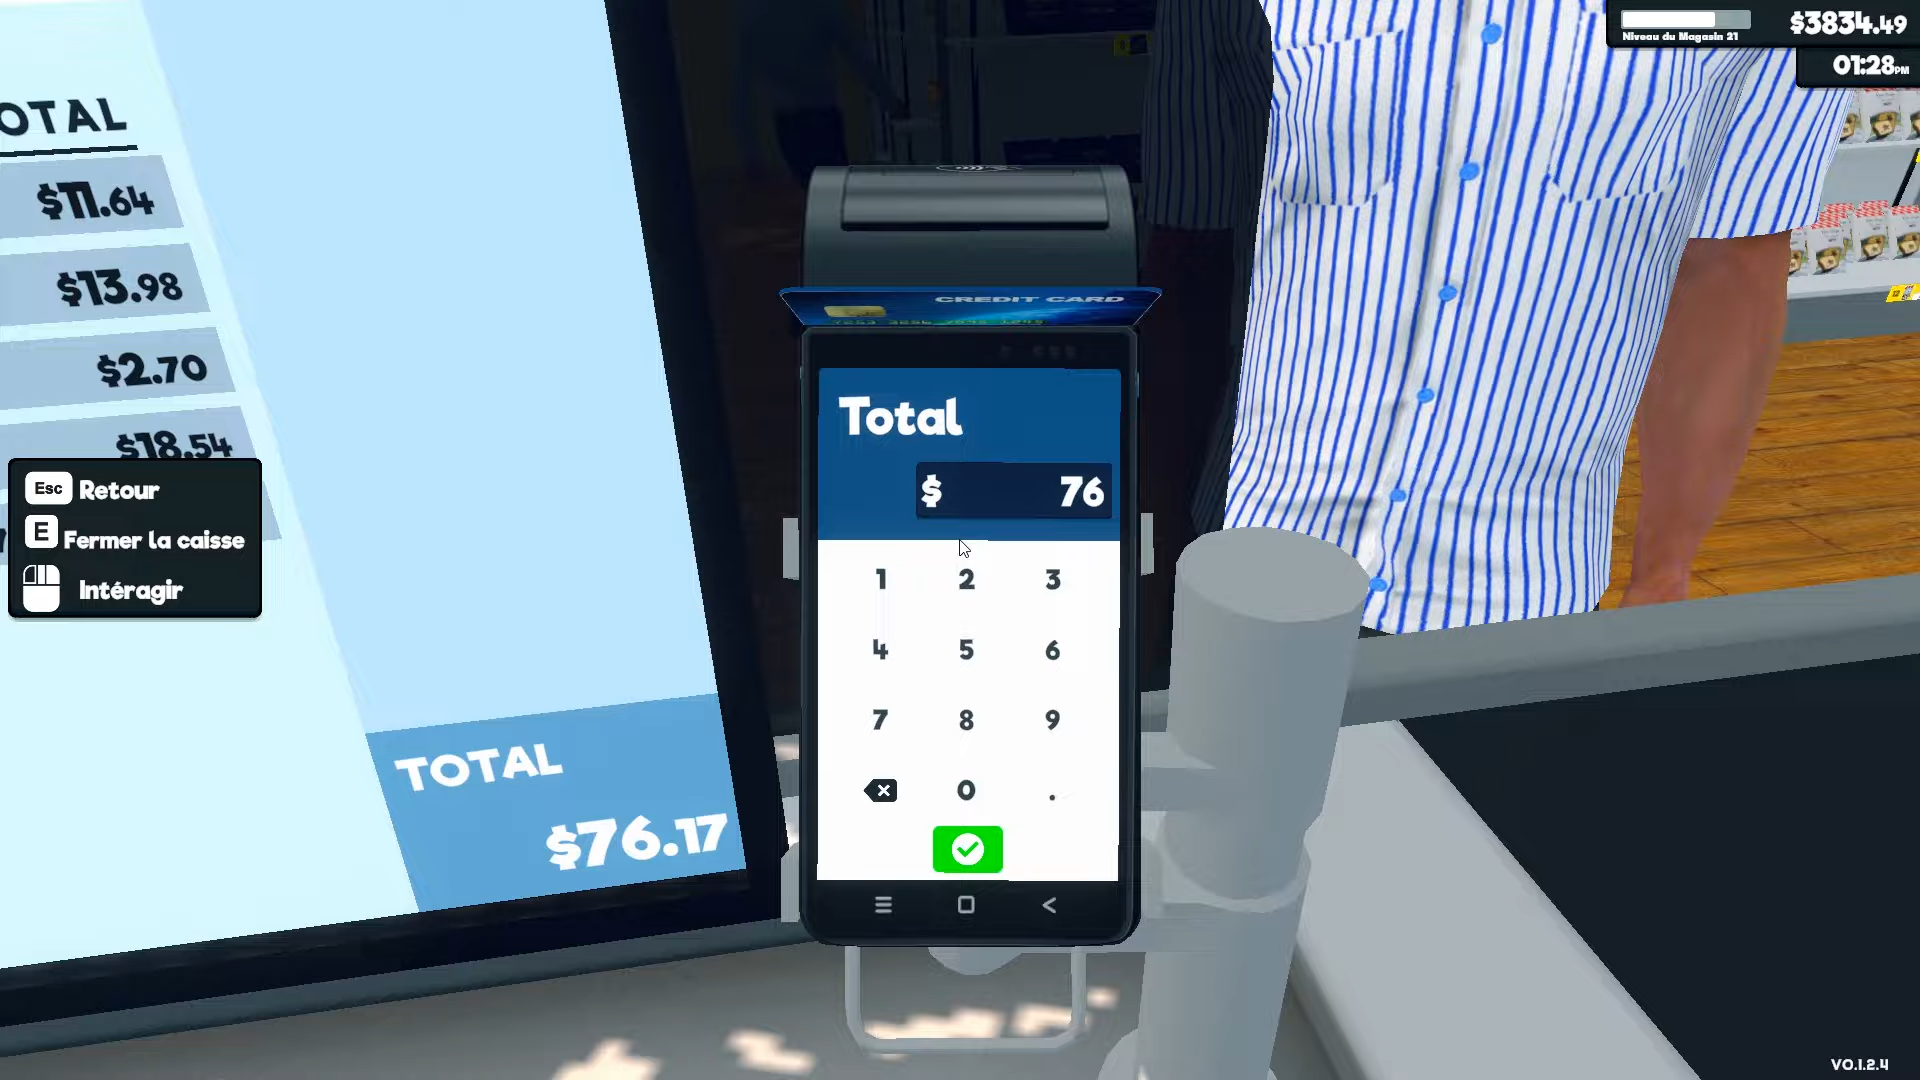 $3834.49
Niveau du Magasin 21
01:28PM
OTAL
$11.64
$13.98
$2.70
$18.54
Esc Retour
E Fermer la caisse
Intéragir
TOTAL
$76.17
CREDIT CARD
Total
$ 76
1 2 3
4 5 6
7 8 9
0 .
V0.1.2.4